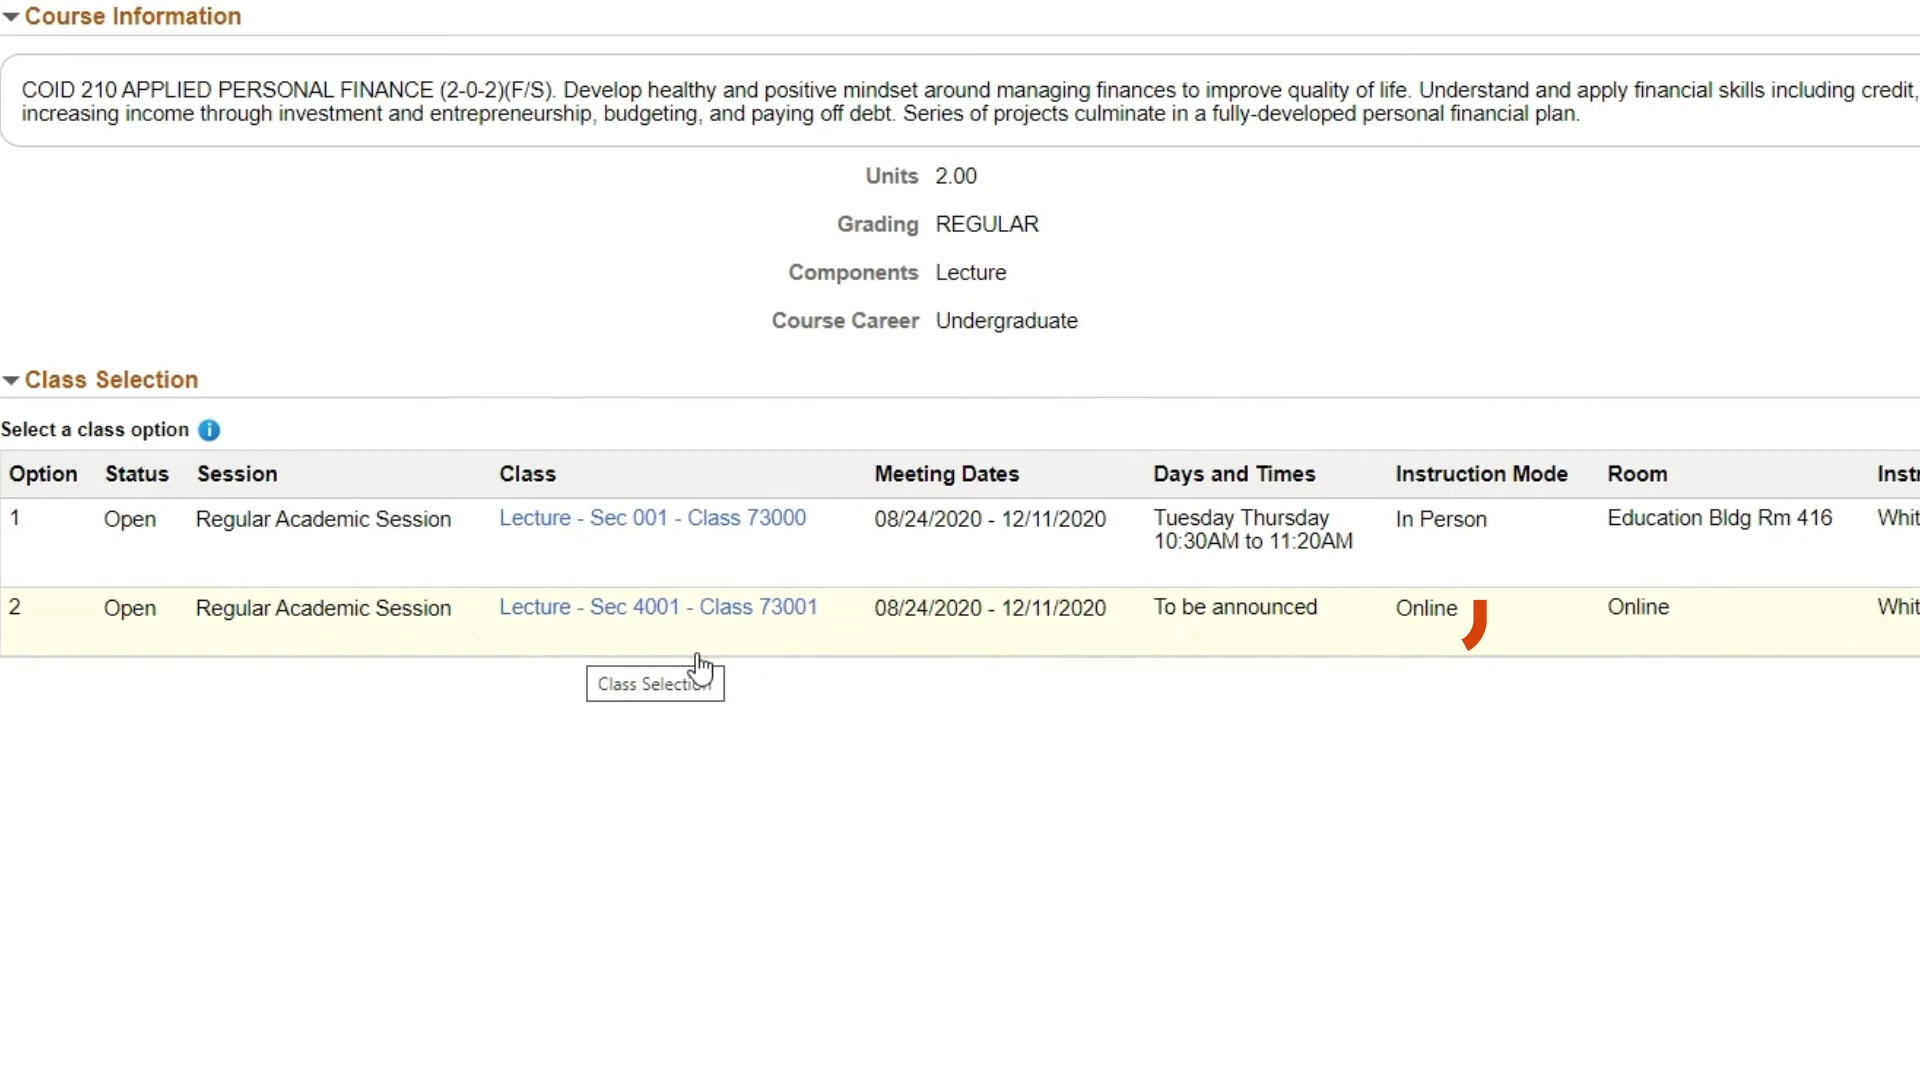 Course Information
COID 210 APPLIED PERSONAL FINANCE (2-0-2)(F/S). Develop healthy and positive mindset around managing finances to improve quality of life. Understand and apply financial skills including credit,
increasing income through investment and entrepreneurship, budgeting, and paying off debt. Series of projects culminate in a fully-developed personal financial plan.
Units 2.00
Grading REGULAR
Components Lecture
Course Career Undergraduate
Class Selection
Select a class option
Option Status Session Class Meeting Dates Days and Times Instruction Mode Room Instr
1 Open Regular Academic Session Lecture - Sec 001 - Class 73000 08/24/2020 - 12/11/2020 Tuesday Thursday In Person Education Bldg Rm 416 Whit
10:30AM to 11:20AM
2 Open Regular Academic Session Lecture - Sec 4001 - Class 73001 08/24/2020 - 12/11/2020 To be announced Online Online Whit
Class Selection